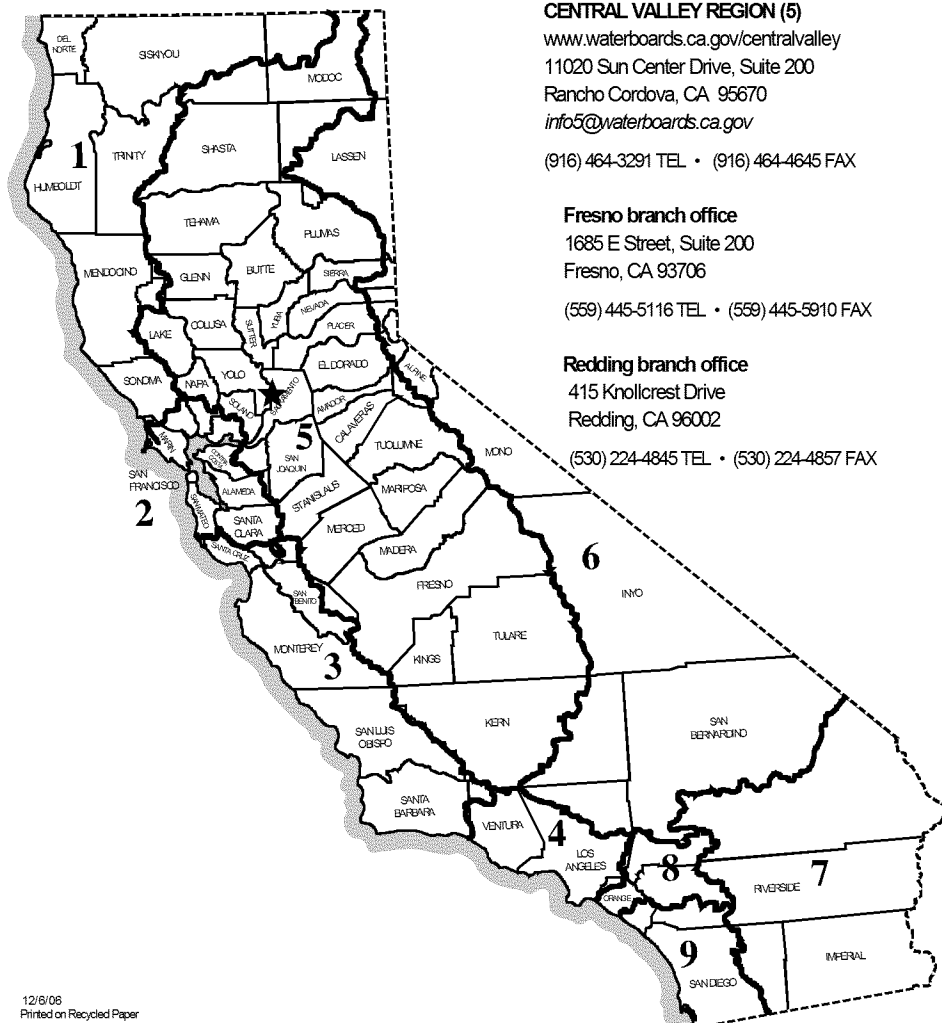 CENTRAL VALLEY REGION (5)
www.waterboards.ca.gov/centralvalley
11020 Sun Center Drive, Suite 200
Rancho Cordova, CA 95670
info5@waterboards.ca.gov
(916) 464-3291 TEL • (916) 464-4645 FAX
Fresno branch office
1685 E Street, Suite 200
Fresno, CA 93706
(559) 445-5116 TEL • (559) 445-5910 FAX
Redding branch office
415 Knollcrest Drive
Redding, CA 96002
(530) 224-4845 TEL • (530) 224-4857 FAX
DEL
NORTE
SISKIYOU
MODOC
1
TRINITY
SHASTA
LASSEN
HUMBOLDT
TEHAMA
PLUMAS
MENDOCINO
GLENN
BUTTE
SIERRA
LAKE
COLUSA
SUTTER
YUBA
NEVADA
PLACER
SONOMA
NAPA
YOLO
SACRAMENTO
EL DORADO
ALPINE
SOLANO
AMADOR
CALAVERAS
MARIN
CONTRA
COSTA
5
SAN
JOAQUIN
TUOLUMNE
MONO
SAN
FRANCISCO
ALAMEDA
STANISLAUS
MARIPOSA
2
SAN MATEO
SANTA
CLARA
MERCED
SANTA CRUZ
MADERA
6
SAN
BENITO
FRESNO
INYO
MONTEREY
3
KINGS
TULARE
SAN LUIS
OBISPO
KERN
SAN
BERNARDINO
SANTA
BARBARA
VENTURA
4
LOS
ANGELES
8
7
ORANGE
RIVERSIDE
9
SAN DIEGO
IMPERIAL
12/6/06
Printed on Recycled Paper